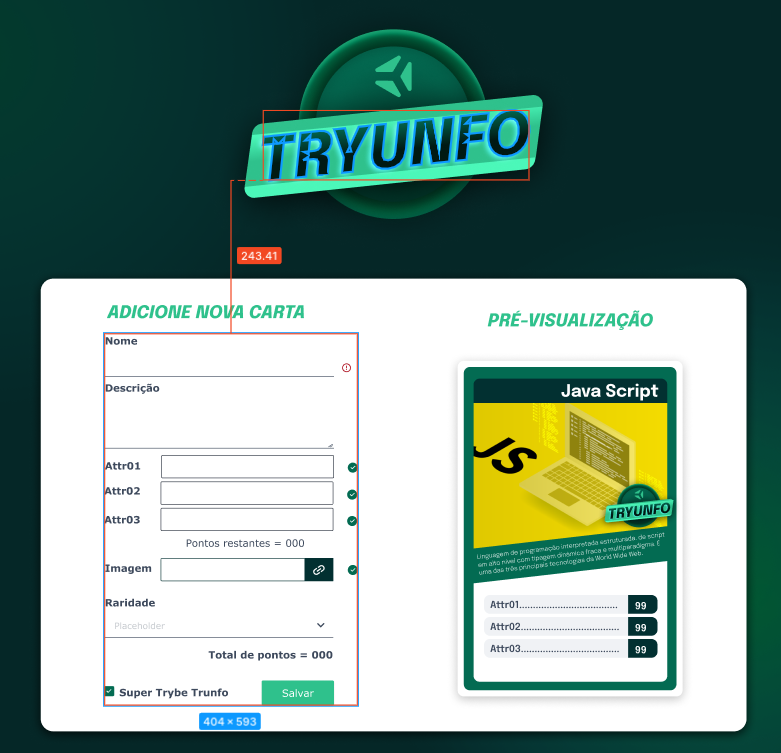 TRYUNFO
243.41
ADICIONE NOVA CARTA
Nome
Descrição
Attr01
Attr02
Attr03
Pontos restantes = 000
Imagem
Raridade
Placeholder
Total de pontos = 000
Super Trybe Trunfo
Salvar
404 × 593
PRÉ-VISUALIZAÇÃO
Java Script
JS
TRYUNFO
Linguagem de programação interpretada estruturada, de script
em alto nível com tipagem dinâmica fraca e multiparadigma. É
uma das três principais tecnologias da World Wide Web.
Attr01..................................... 99
Attr02..................................... 99
Attr03..................................... 99